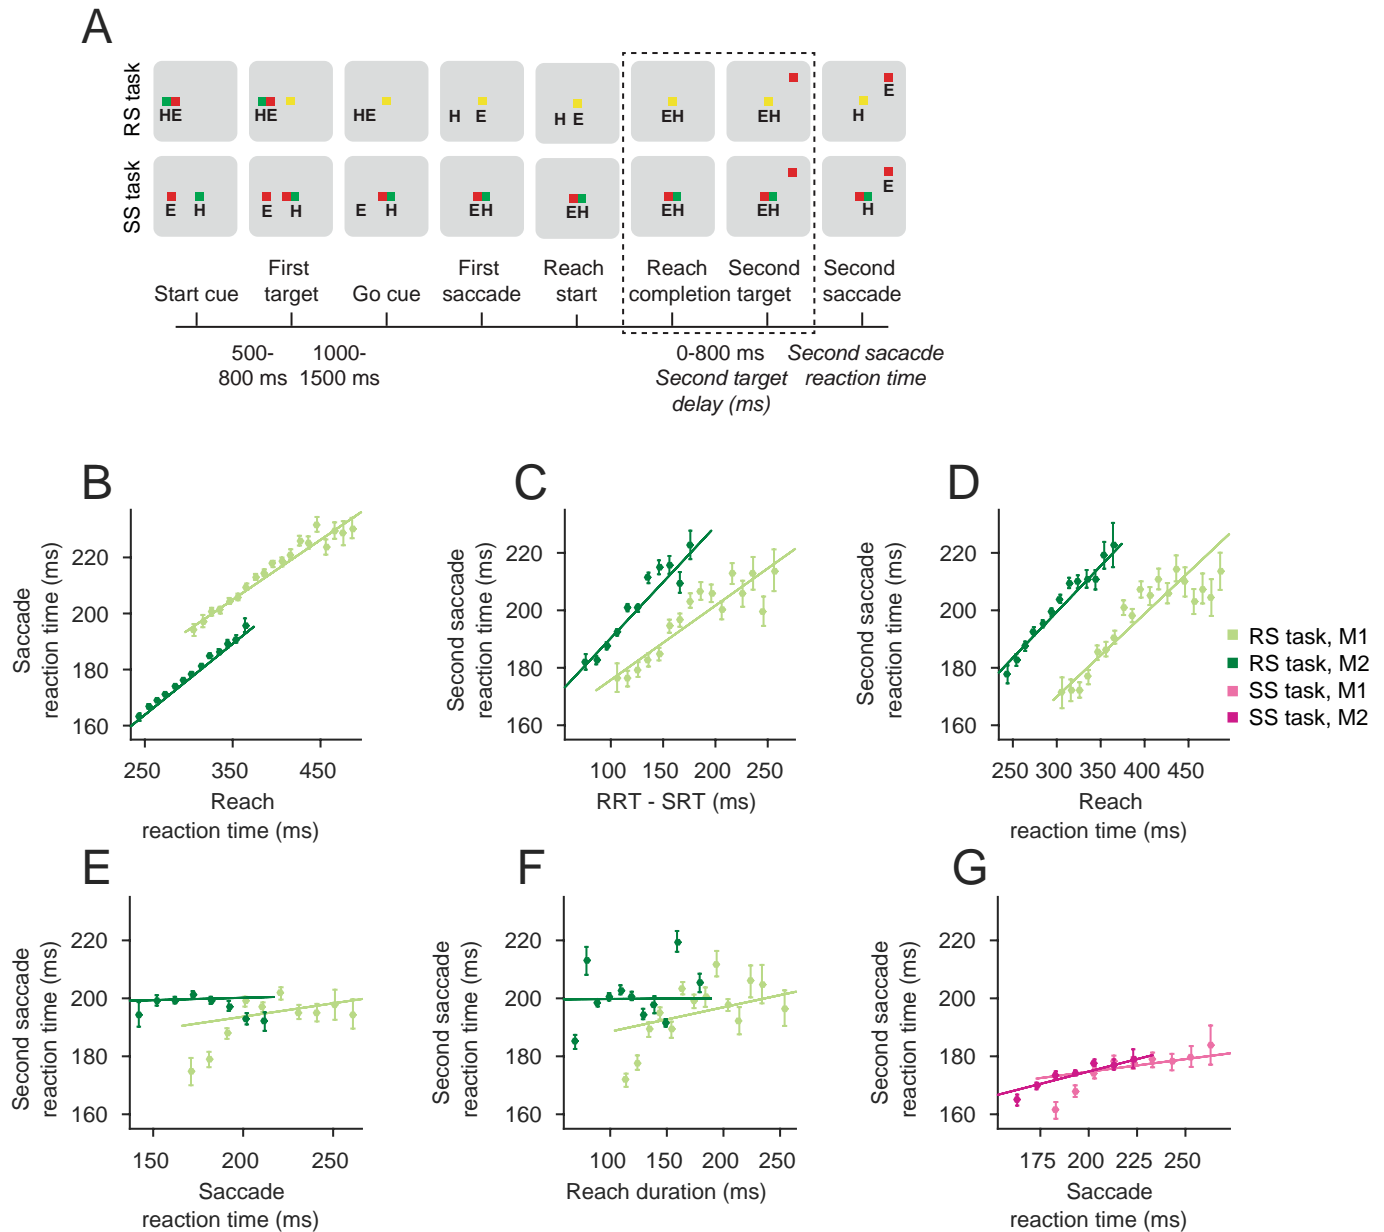 A
RS task
HE
HE
HE
H E
H E
EH
EH
H
E
SS task
E H
E H
E H
EH
EH
EH
EH
H
E
Start cue
First
target
Go cue
First
saccade
Reach
start
Reach
completion
Second
target
Second
saccade
500-
800 ms
1000-
1500 ms
0-800 ms
Second target
delay (ms)
Second sacacde
reaction time
B
Saccade
reaction time (ms)
220
200
180
160
250 350 450
Reach
reaction time (ms)
C
Second saccade
reaction time (ms)
220
200
180
160
100 150 200 250
RRT - SRT (ms)
D
Second saccade
reaction time (ms)
220
200
180
160
250 300 350 400 450
Reach
reaction time (ms)
RS task, M1
RS task, M2
SS task, M1
SS task, M2
E
Second saccade
reaction time (ms)
220
200
180
160
150 200 250
Saccade
reaction time (ms)
F
Second saccade
reaction time (ms)
220
200
180
160
100 150 200 250
Reach duration (ms)
G
Second saccade
reaction time (ms)
220
200
180
160
175 200 225 250
Saccade
reaction time (ms)